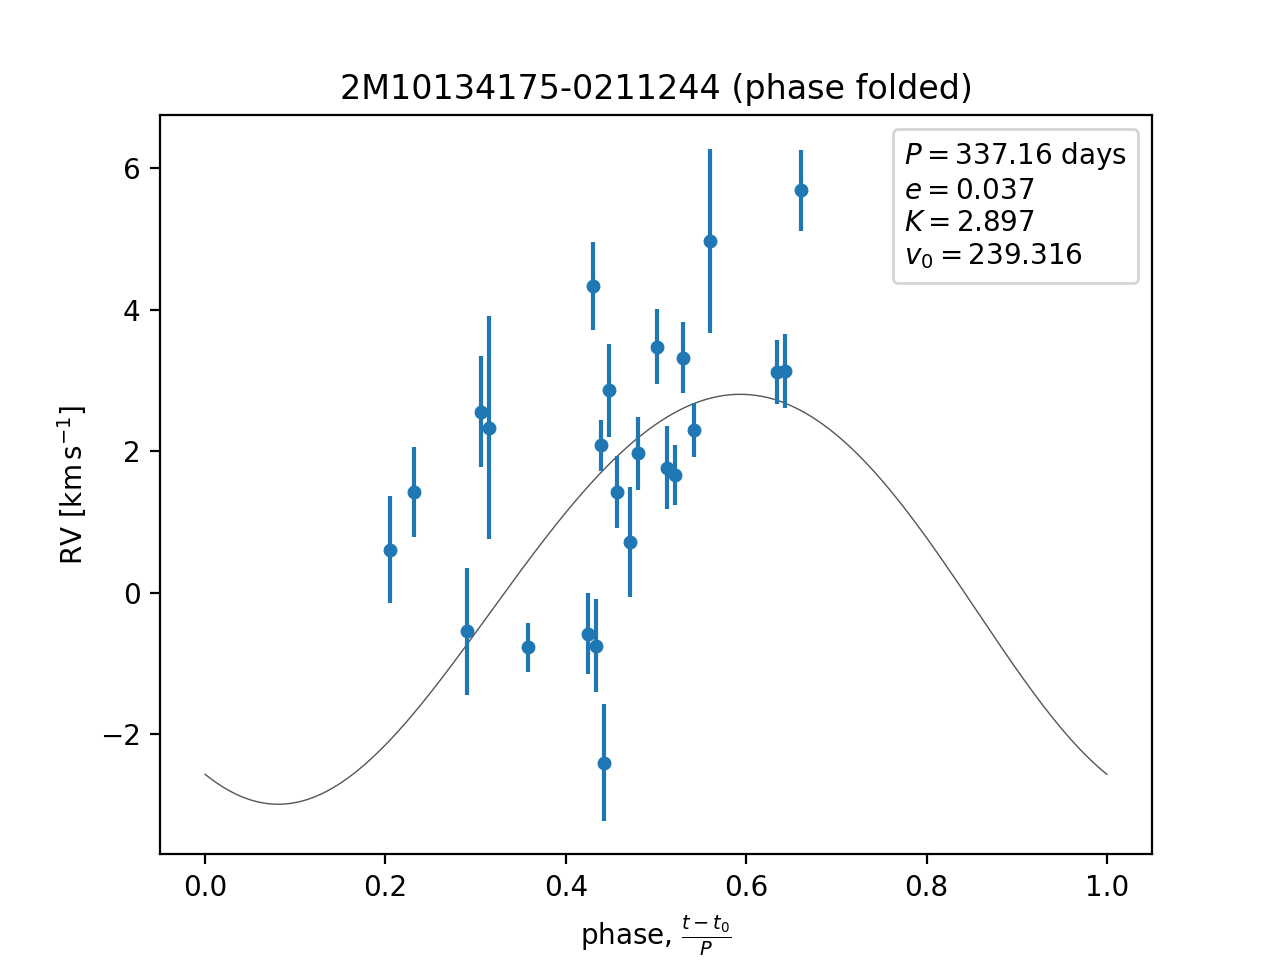 2M10134175-0211244 (phase folded)
P = 337.16 days
e = 0.037
K = 2.897
v₀ = 239.316
RV [km s⁻¹]
6
4
2
0
−2
0.0 0.2 0.4 0.6 0.8 1.0
phase, (t − t₀)/P